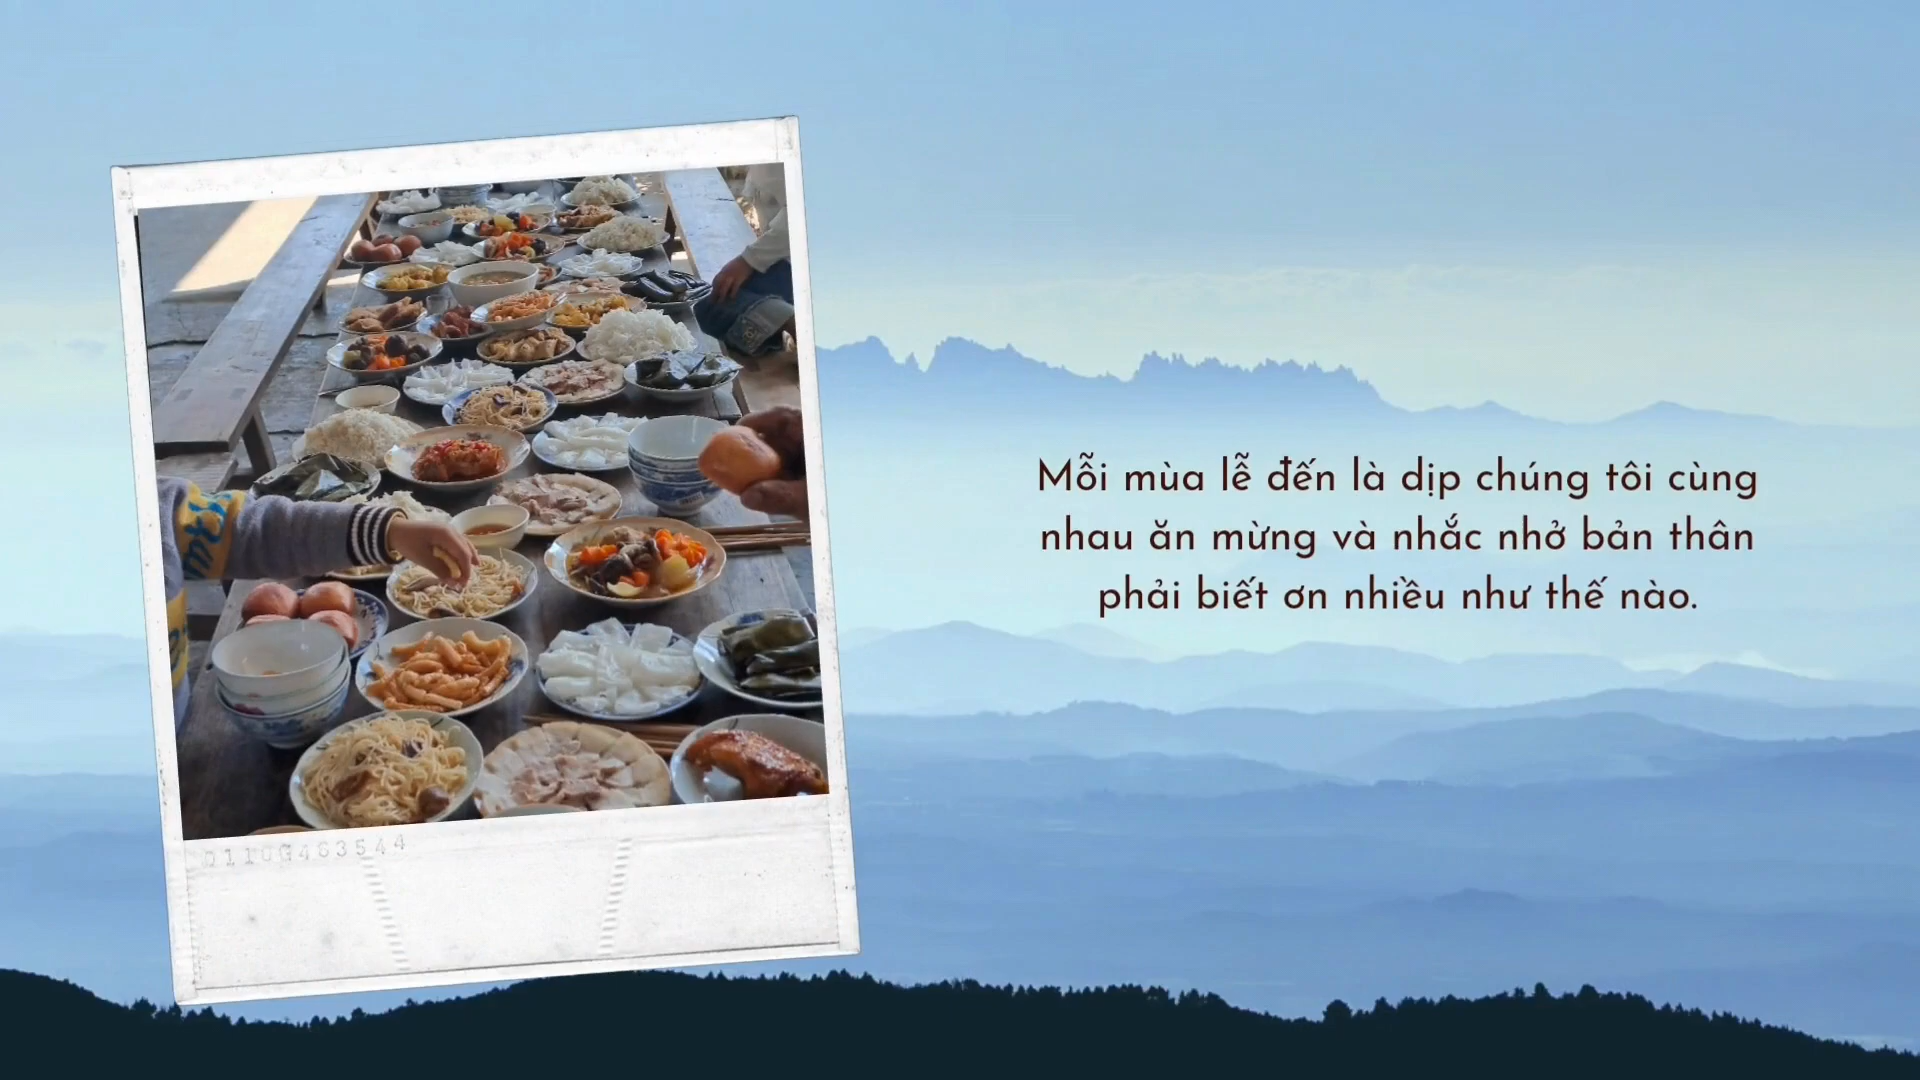 Mỗi mùa lễ đến là dịp chúng tôi cùng
nhau ăn mừng và nhắc nhở bản thân
phải biết ơn nhiều như thế nào.